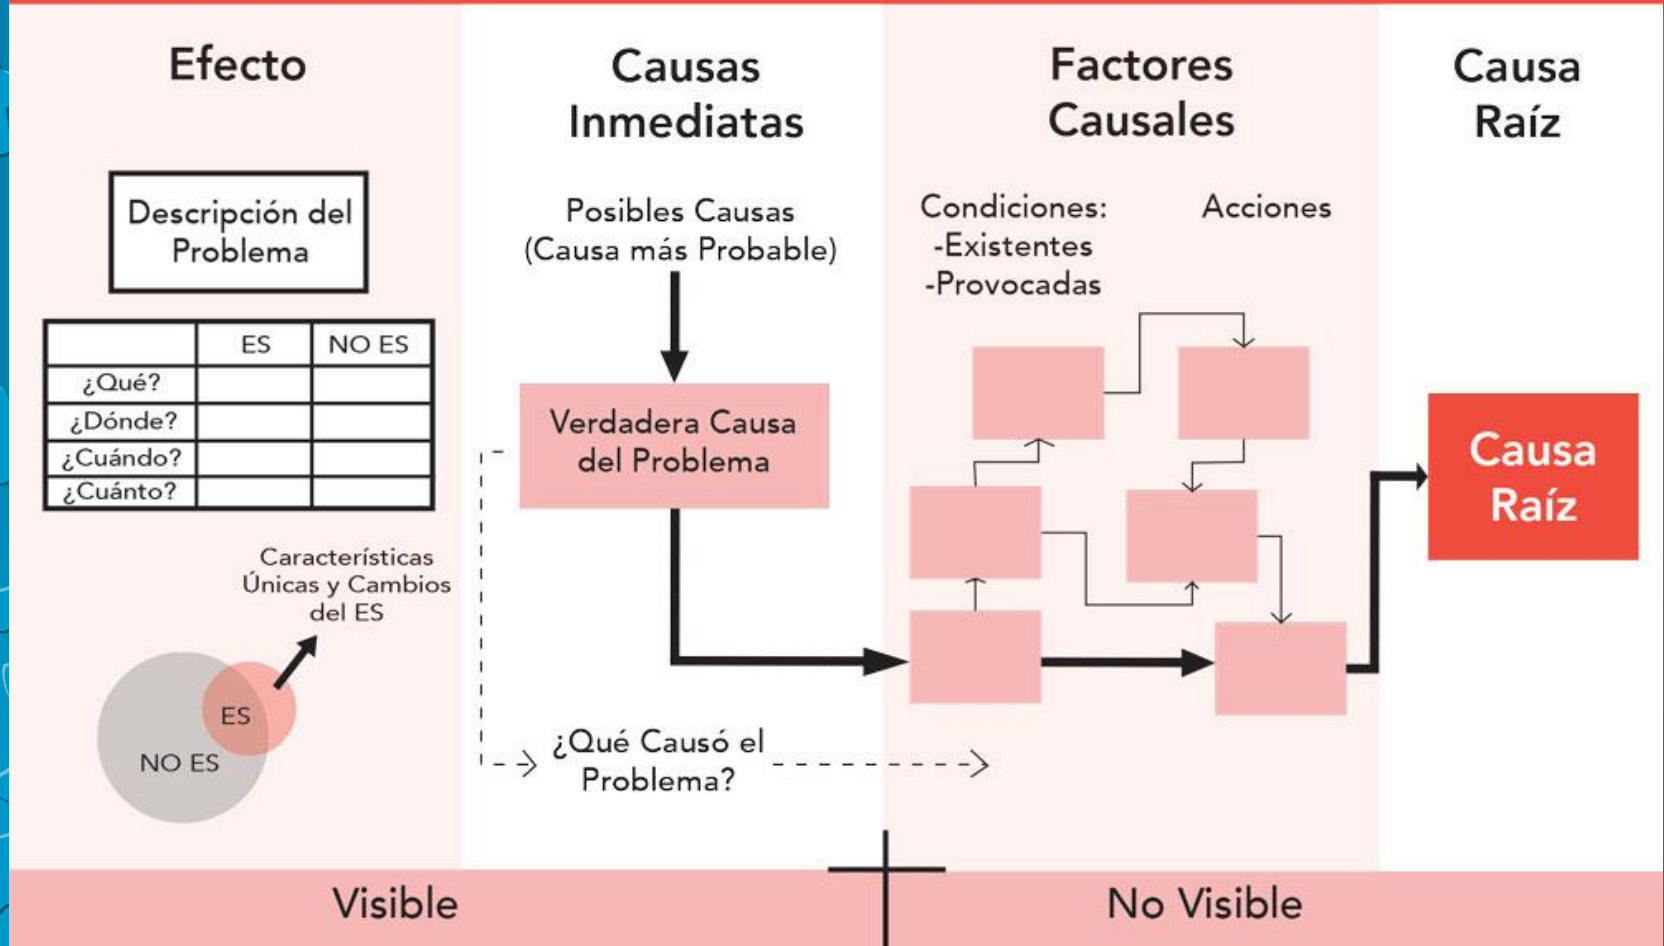 Efecto
Descripción del
Problema
ES
NO ES
¿Qué?
¿Dónde?
¿Cuándo?
¿Cuánto?
Característícas
Únicas y Cambios
del ES
ES
NO ES
Causas
Inmediatas
Posibles Causas
(Causa más Probable)
Verdadera Causa
del Problema
¿Qué Causó el
Problema?
Factores
Causales
Condiciones:
-Existentes
-Provocadas
Acciones
Causa
Raíz
Causa
Raíz
Visible
No Visible